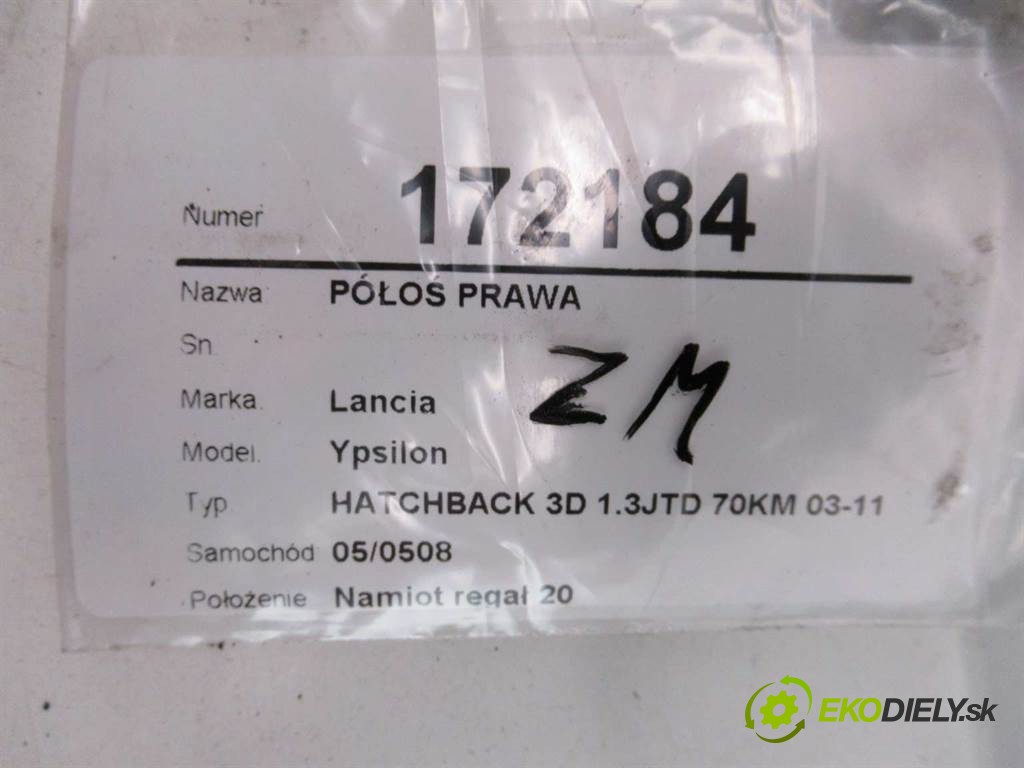 Numer 172184
Nazwa PÓŁOŚ PRAWA
Sn.
ZM
Marka. Lancia
Model. Ypsilon
Typ HATCHBACK 3D 1.3JTD 70KM 03-11
Samochód 05/0508
Położenie Namiot regał 20
EKODIELY.sk